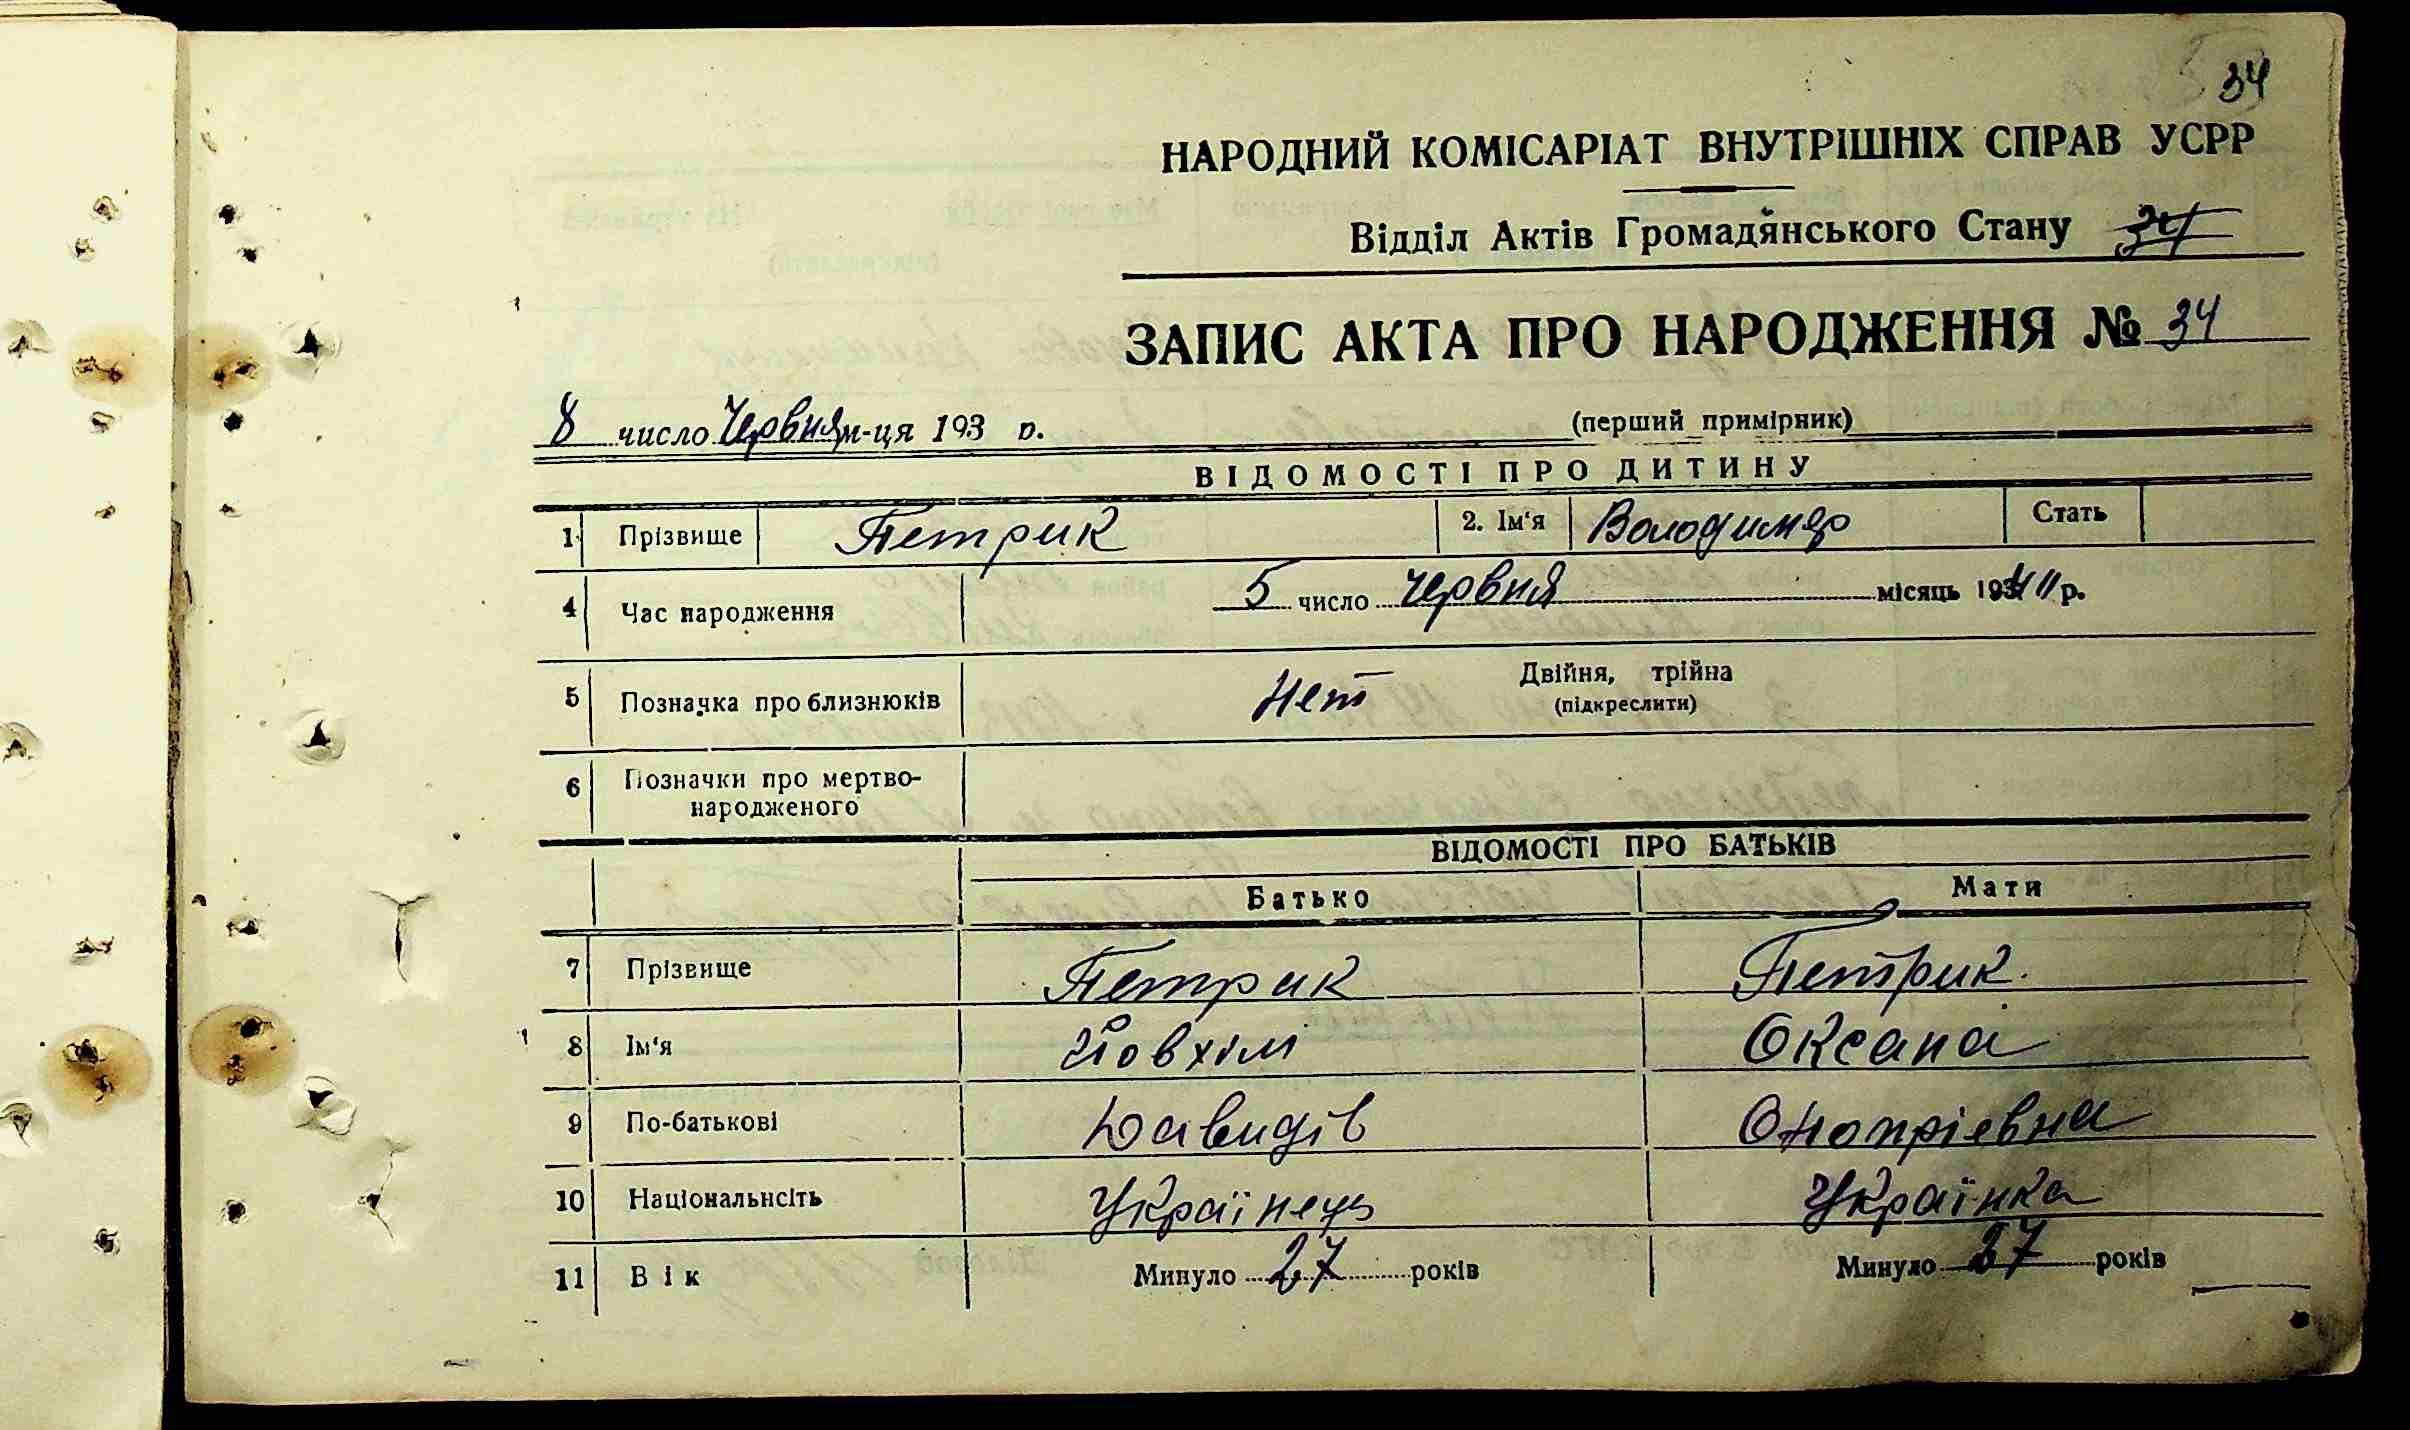 34
НАРОДНИЙ КОМІСАРІАТ ВНУТРІШНІХ СПРАВ УСРР
Відділ Актів Громадянського Стану 34
ЗАПИС АКТА ПРО НАРОДЖЕННЯ № 34
8 число Червня м-ця 193 р. (перший примірник)
ВІДОМОСТІ ПРО ДИТИНУ
1 Прізвище Петрик 2. Ім'я Володимер Стать
4 Час народження 5 число червня місяць 1941 р.
5 Позначка про близнюків Нет Двійня, трійна
(підкреслити)
6 Позначки про мертво-
народженого
ВІДОМОСТІ ПРО БАТЬКІВ
Батько Мати
7 Прізвище Петрик Петрик.
8 Ім'я Йовхім Оксана
9 По-батькові Давидів Онопрієвна
10 Національнсіть Українець Українка
11 Вік Минуло 27 років Минуло 27 років